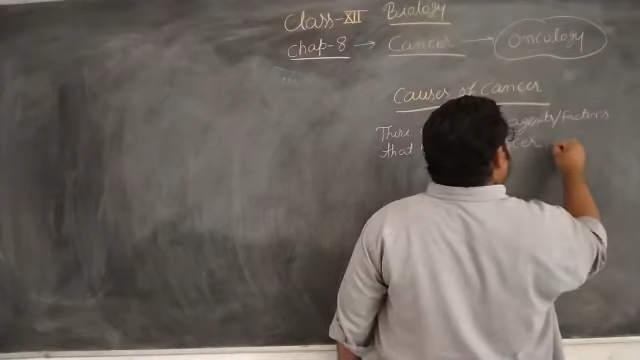 Class-XII Biology
chap-8 → Cancer → Oncology
Causes of Cancer
There agents/Factors
that